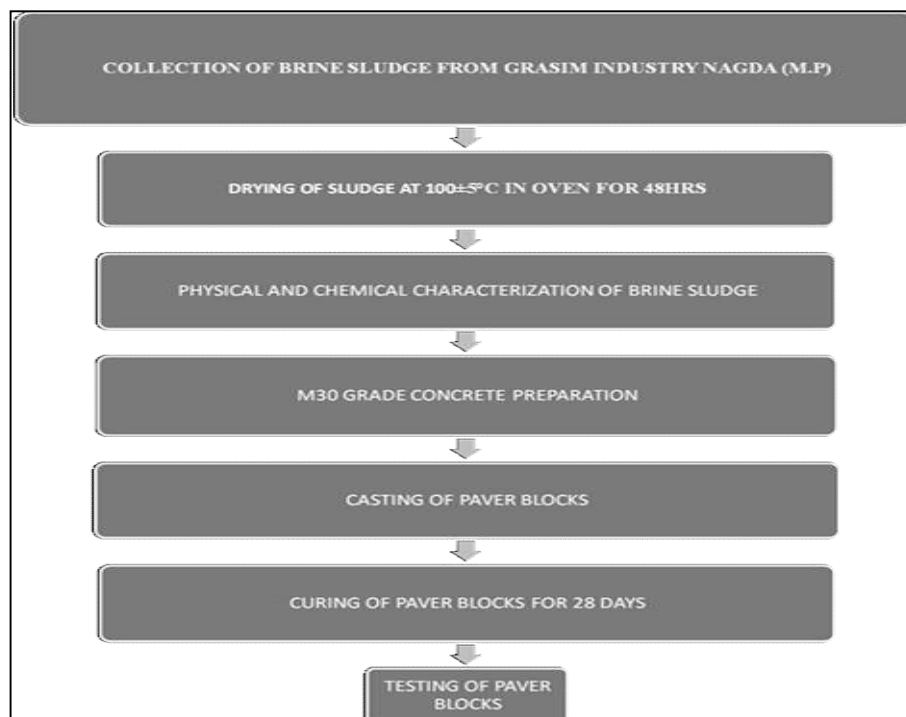 COLLECTION OF BRINE SLUDGE FROM GRASIM INDUSTRY NAGDA (M.P)
DRYING OF SLUDGE AT 100±5°C IN OVEN FOR 48HRS
PHYSICAL AND CHEMICAL CHARACTERIZATION OF BRINE SLUDGE
M30 GRADE CONCRETE PREPARATION
CASTING OF PAVER BLOCKS
CURING OF PAVER BLOCKS FOR 28 DAYS
TESTING OF PAVER
BLOCKS